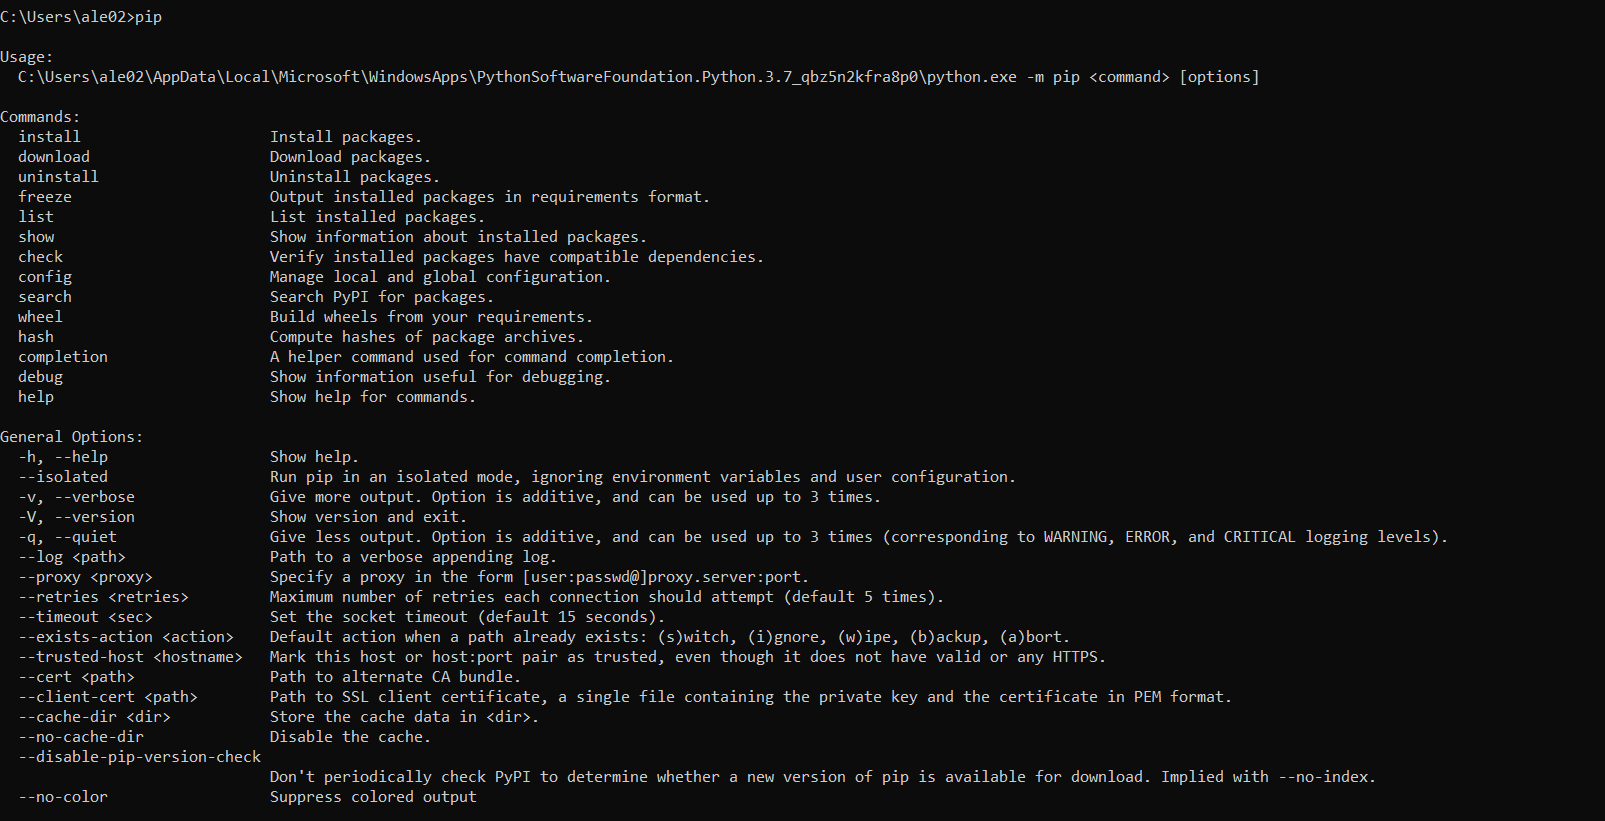 C:\Users\ale02>pip
Usage:
C:\Users\ale02\AppData\Local\Microsoft\WindowsApps\PythonSoftwareFoundation.Python.3.7_qbz5n2kfra8p0\python.exe -m pip <command> [options]
Commands:
install Install packages.
download Download packages.
uninstall Uninstall packages.
freeze Output installed packages in requirements format.
list List installed packages.
show Show information about installed packages.
check Verify installed packages have compatible dependencies.
config Manage local and global configuration.
search Search PyPI for packages.
wheel Build wheels from your requirements.
hash Compute hashes of package archives.
completion A helper command used for command completion.
debug Show information useful for debugging.
help Show help for commands.
General Options:
-h, --help Show help.
--isolated Run pip in an isolated mode, ignoring environment variables and user configuration.
-v, --verbose Give more output. Option is additive, and can be used up to 3 times.
-V, --version Show version and exit.
-q, --quiet Give less output. Option is additive, and can be used up to 3 times (corresponding to WARNING, ERROR, and CRITICAL logging levels).
--log <path> Path to a verbose appending log.
--proxy <proxy> Specify a proxy in the form [user:passwd@]proxy.server:port.
--retries <retries> Maximum number of retries each connection should attempt (default 5 times).
--timeout <sec> Set the socket timeout (default 15 seconds).
--exists-action <action> Default action when a path already exists: (s)witch, (i)gnore, (w)ipe, (b)ackup, (a)bort.
--trusted-host <hostname> Mark this host or host:port pair as trusted, even though it does not have valid or any HTTPS.
--cert <path> Path to alternate CA bundle.
--client-cert <path> Path to SSL client certificate, a single file containing the private key and the certificate in PEM format.
--cache-dir <dir> Store the cache data in <dir>.
--no-cache-dir Disable the cache.
--disable-pip-version-check
Don't periodically check PyPI to determine whether a new version of pip is available for download. Implied with --no-index.
--no-color Suppress colored output